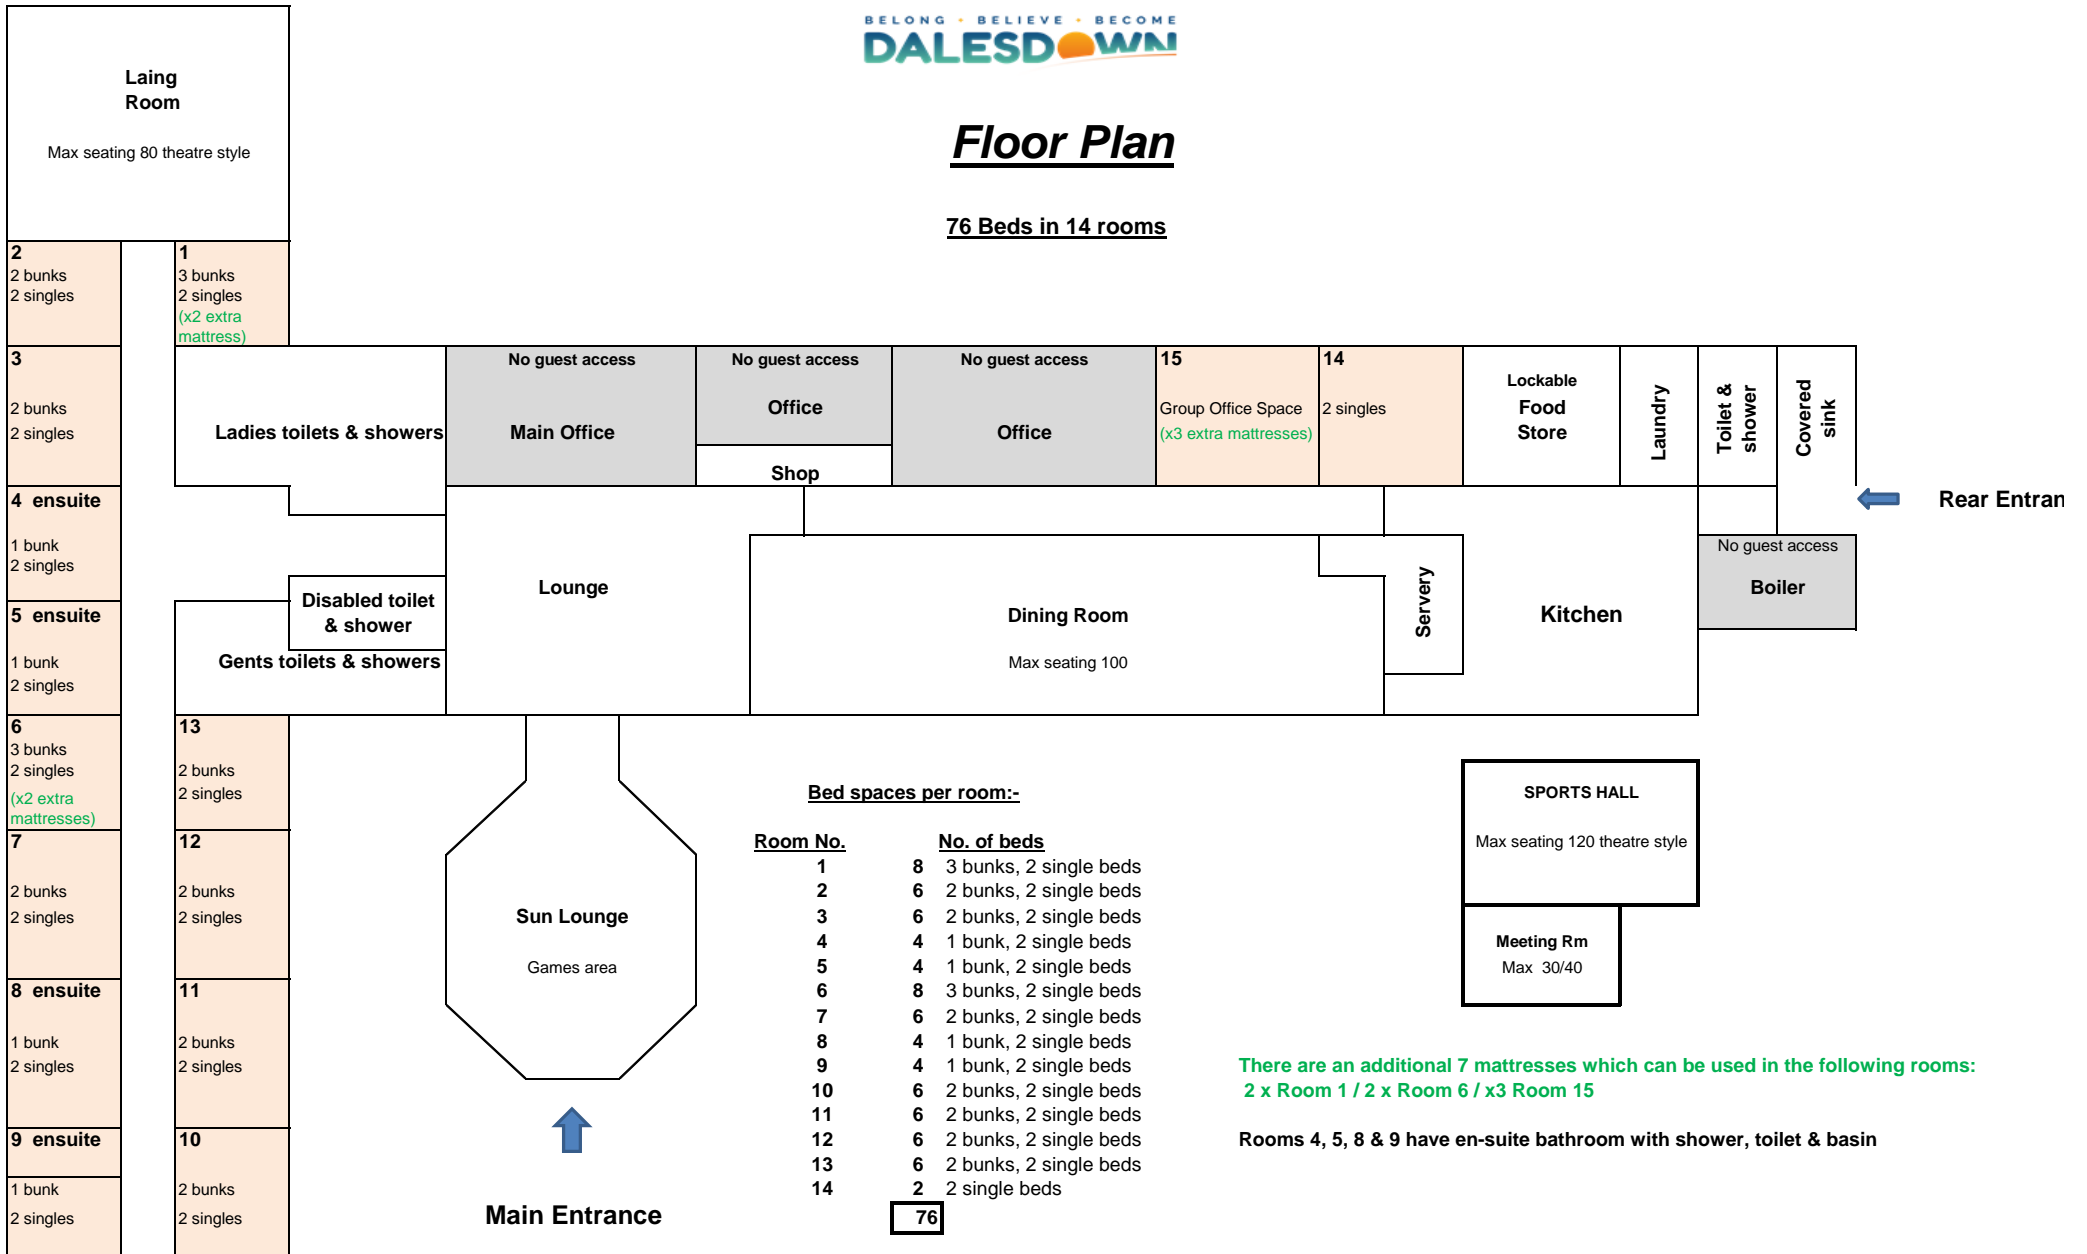 BELONG · BELIEVE · BECOME
DALESDOWN
Floor Plan
76 Beds in 14 rooms
Laing
Room
Max seating 80 theatre style
2
2 bunks
2 singles
1
3 bunks
2 singles
(x2 extra
mattress)
3
2 bunks
2 singles
Ladies toilets & showers
No guest access
Main Office
No guest access
Office
Shop
No guest access
Office
15
Group Office Space
(x3 extra mattresses)
14
2 singles
Lockable
Food
Store
Laundry
Toilet &
shower
Covered
sink
Rear Entran
4 ensuite
1 bunk
2 singles
5 ensuite
1 bunk
2 singles
Disabled toilet
& shower
Gents toilets & showers
Lounge
Dining Room
Max seating 100
Servery
Kitchen
No guest access
Boiler
6
3 bunks
2 singles
(x2 extra
mattresses)
13
2 bunks
2 singles
7
2 bunks
2 singles
12
2 bunks
2 singles
8 ensuite
1 bunk
2 singles
11
2 bunks
2 singles
9 ensuite
1 bunk
2 singles
10
2 bunks
2 singles
Sun Lounge
Games area
Main Entrance
Bed spaces per room:-
Room No. No. of beds
1 8 3 bunks, 2 single beds
2 6 2 bunks, 2 single beds
3 6 2 bunks, 2 single beds
4 4 1 bunk, 2 single beds
5 4 1 bunk, 2 single beds
6 8 3 bunks, 2 single beds
7 6 2 bunks, 2 single beds
8 4 1 bunk, 2 single beds
9 4 1 bunk, 2 single beds
10 6 2 bunks, 2 single beds
11 6 2 bunks, 2 single beds
12 6 2 bunks, 2 single beds
13 6 2 bunks, 2 single beds
14 2 2 single beds
76
SPORTS HALL
Max seating 120 theatre style
Meeting Rm
Max 30/40
There are an additional 7 mattresses which can be used in the following rooms:
2 x Room 1 / 2 x Room 6 / x3 Room 15
Rooms 4, 5, 8 & 9 have en-suite bathroom with shower, toilet & basin